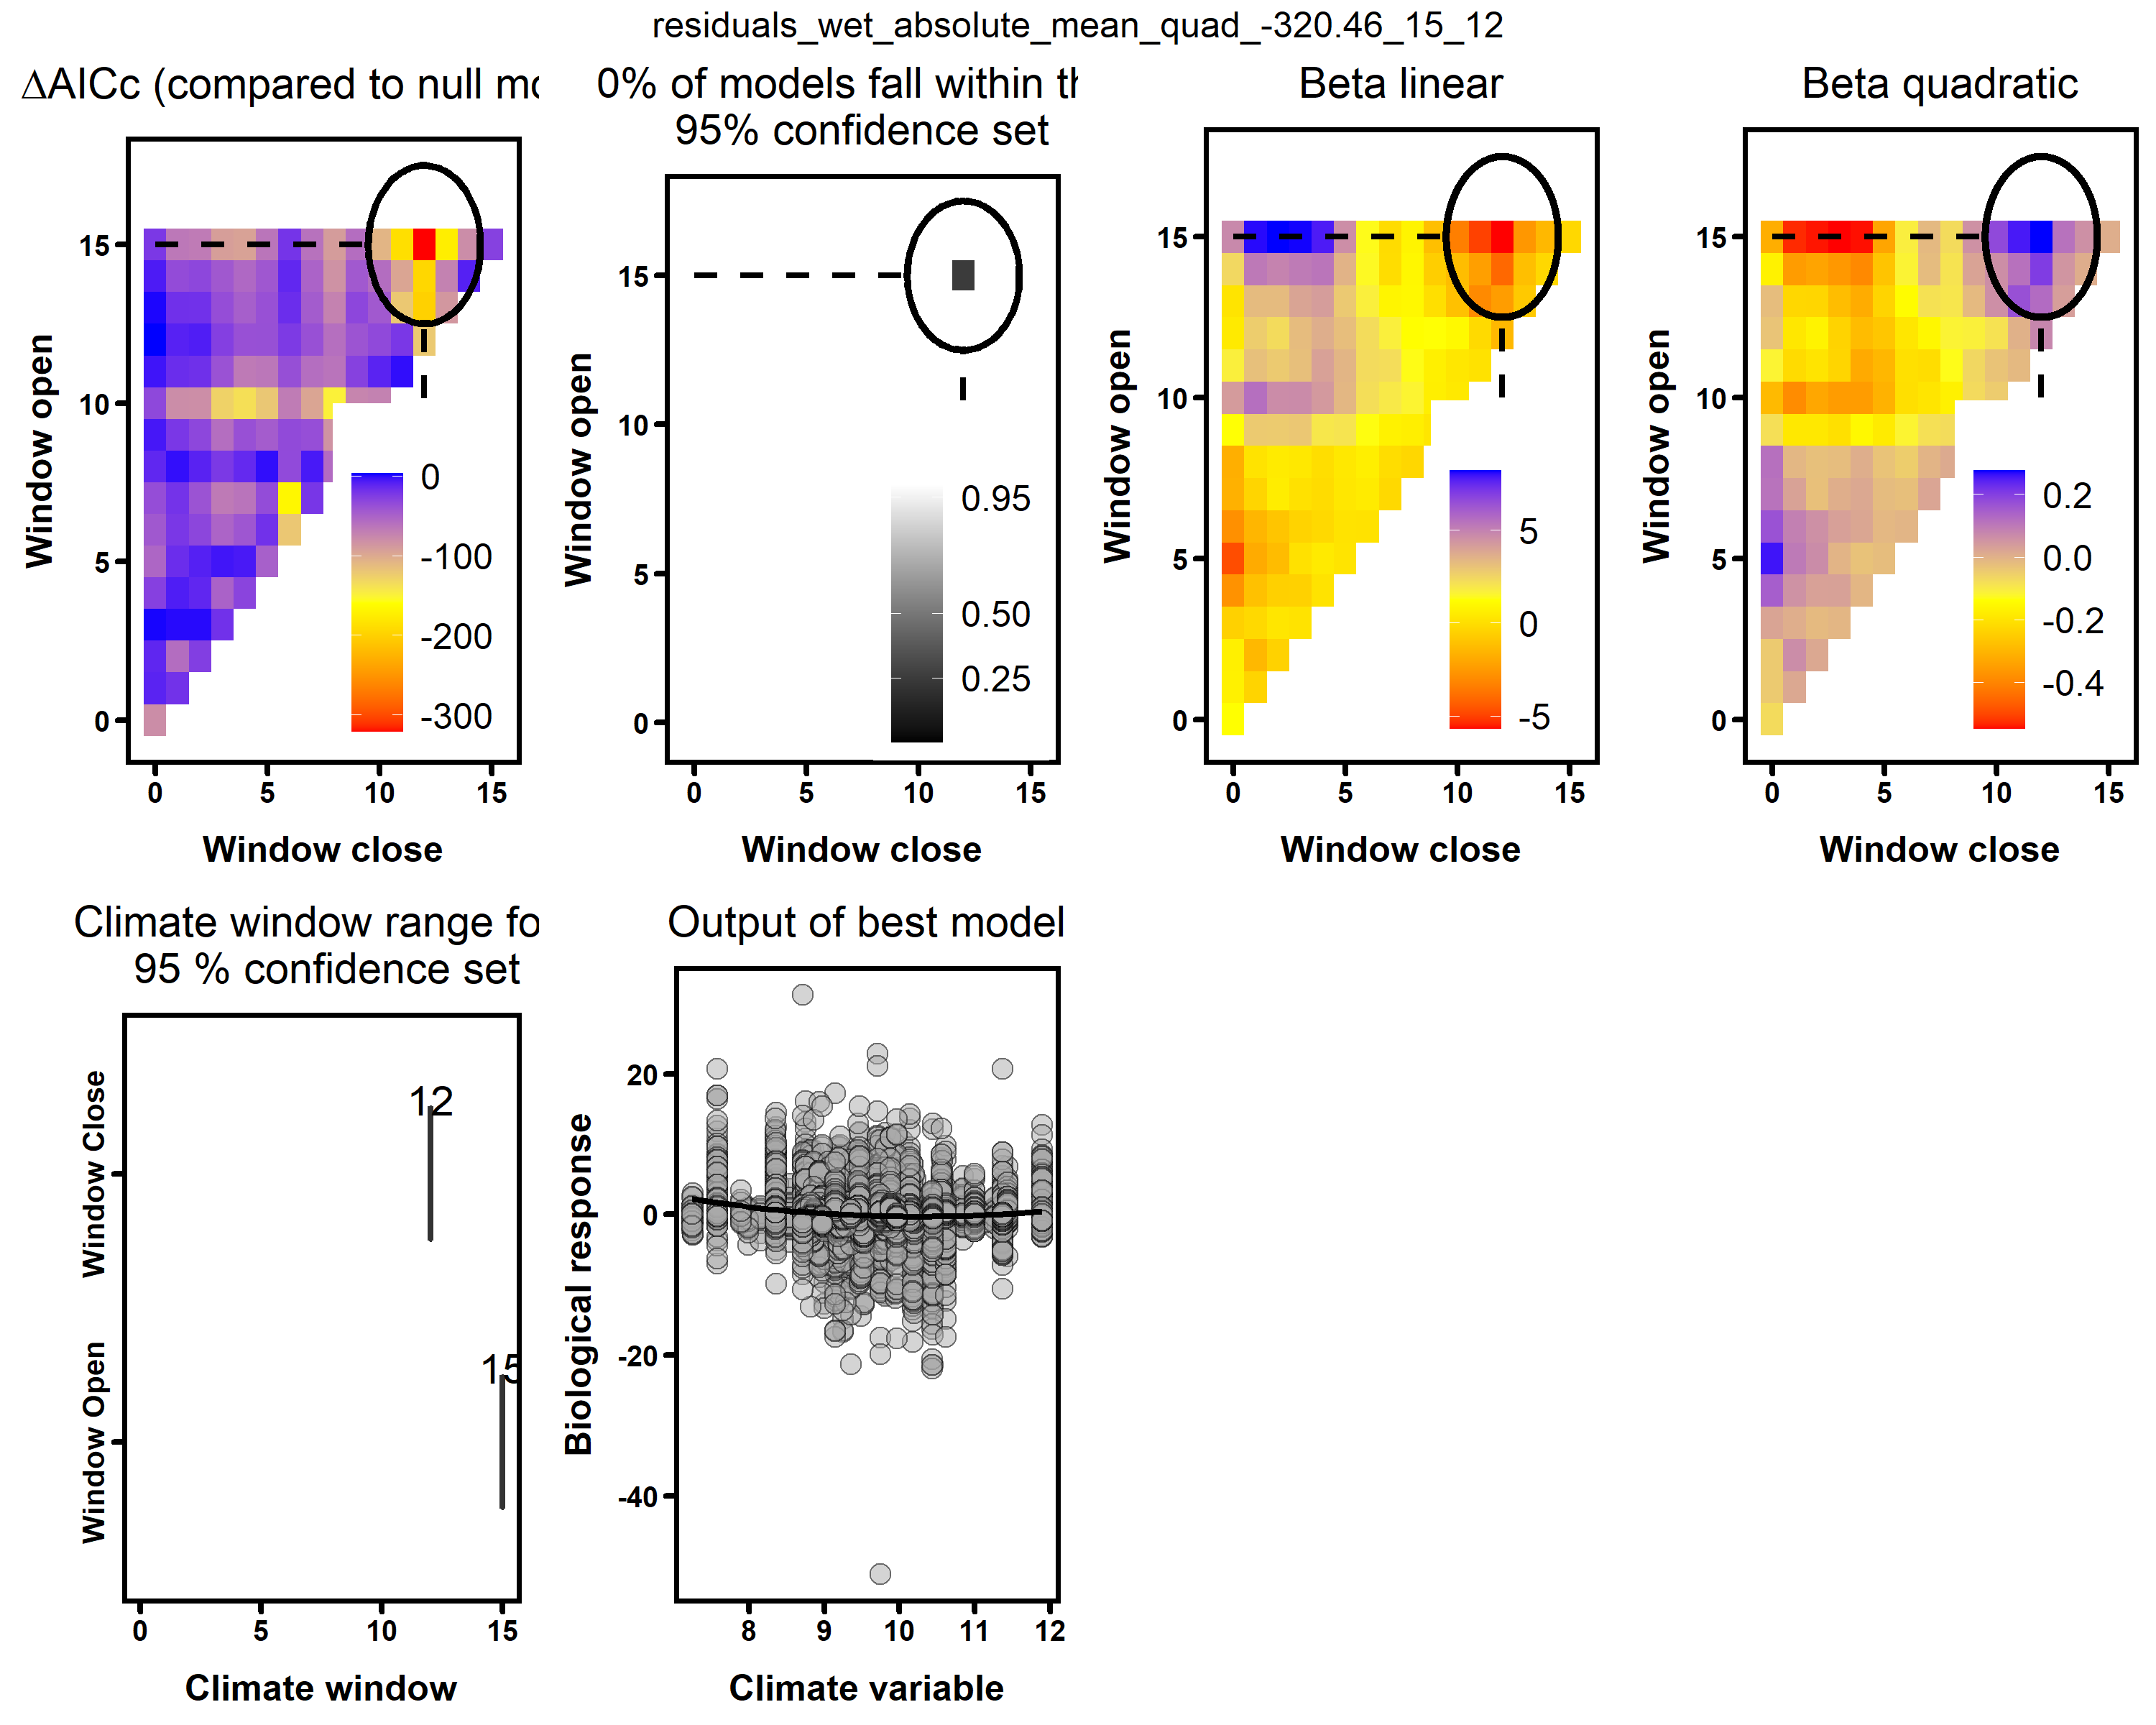 residuals_wet_absolute_mean_quad_-320.46_15_12
ΔAICc (compared to null mo
Window open
15
10
5
0
0
-100
-200
-300
0 5 10 15
Window close
0% of models fall within th
95% confidence set
Window open
15
10
5
0
0.95
0.50
0.25
0 5 10 15
Window close
Beta linear
Window open
15
10
5
0
5
0
-5
0 5 10 15
Window close
Beta quadratic
Window open
15
10
5
0
0.2
0.0
-0.2
-0.4
0 5 10 15
Window close
Climate window range fo
95 % confidence set
Window Close
Window Open
12
15
0 5 10 15
Climate window
Output of best model
Biological response
20
0
-20
-40
8 9 10 11 12
Climate variable